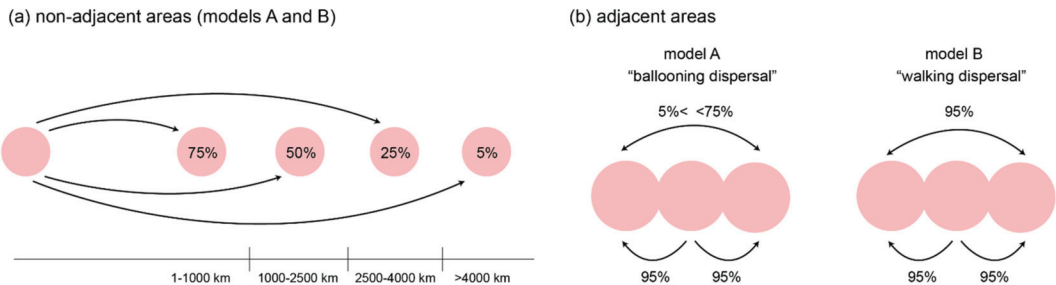 (a) non-adjacent areas (models A and B)
75%
50%
25%
5%
1-1000 km
1000-2500 km
2500-4000 km
>4000 km
(b) adjacent areas
model A
“ballooning dispersal”
5%< <75%
95%
95%
model B
“walking dispersal”
95%
95%
95%